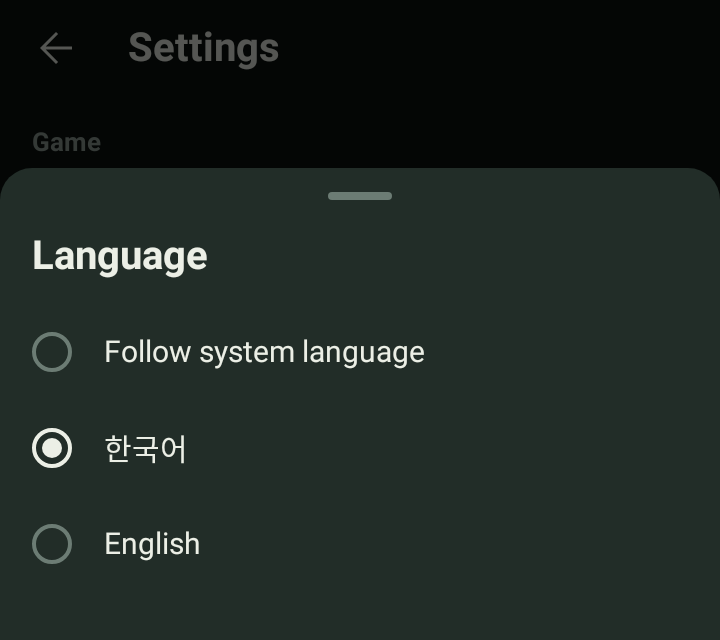 Settings
Game
Language
Follow system language
한국어
English